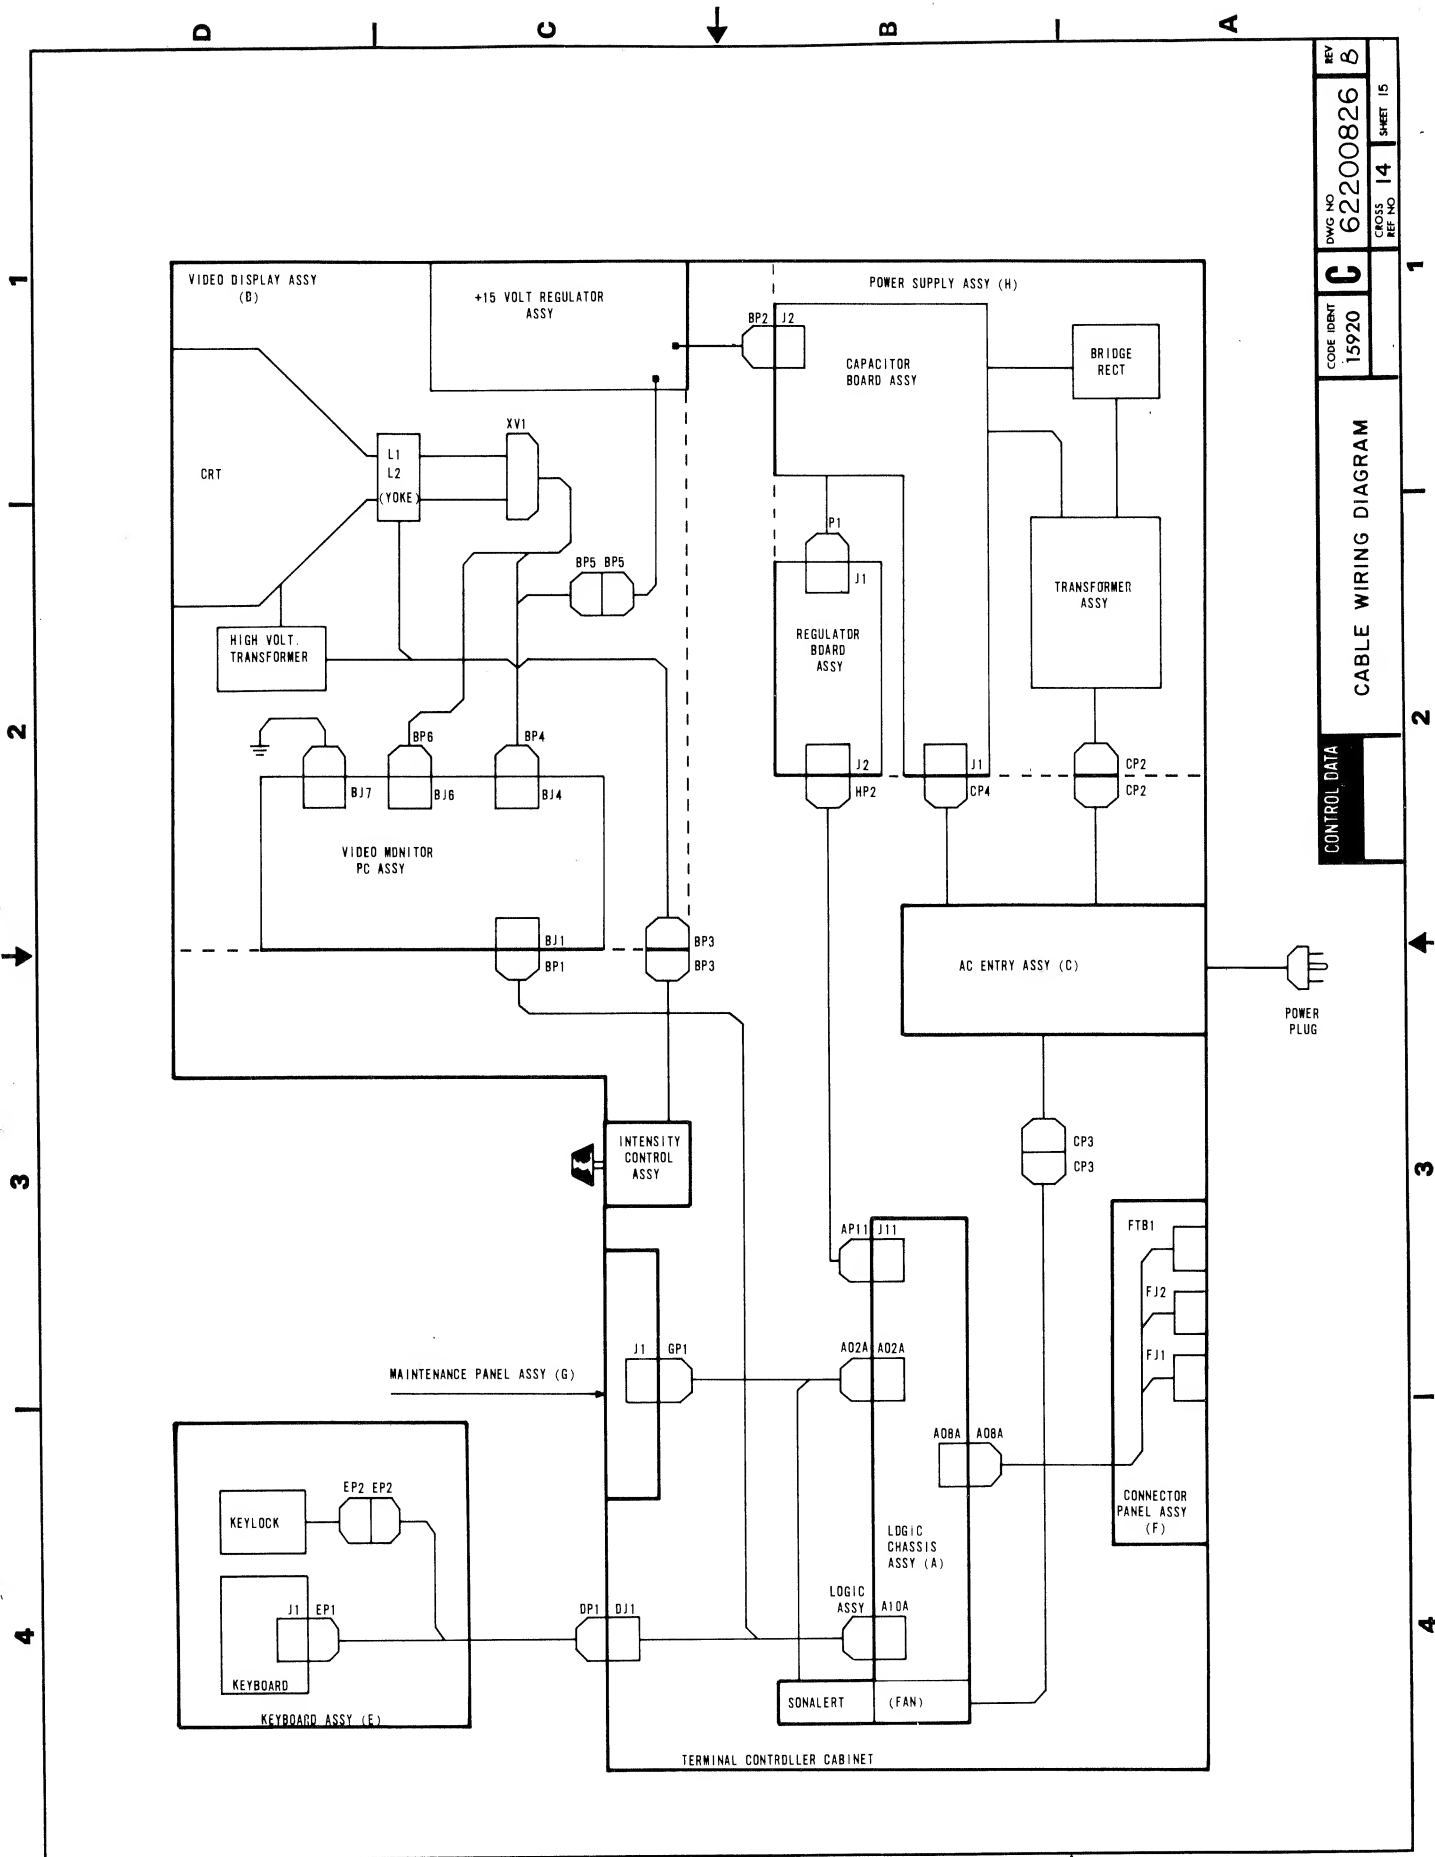 D
C
B
A
1
2
3
4
1
2
3
4
VIDEO DISPLAY ASSY
(B)
+15 VOLT REGULATOR
ASSY
POWER SUPPLY ASSY (H)
BP2
J2
CAPACITOR
BOARD ASSY
BRIDGE
RECT
CRT
L1
L2
(YOKE)
XV1
BP5 BP5
P1
J1
REGULATOR
BOARD
ASSY
TRANSFORMER
ASSY
HIGH VOLT.
TRANSFORMER
BP6
BP4
BJ7
BJ6
BJ4
J2
HP2
J1
CP4
CP2
CP2
VIDEO MONITOR
PC ASSY
BJ1
BP1
BP3
BP3
AC ENTRY ASSY (C)
POWER
PLUG
INTENSITY
CONTROL
ASSY
CP3
CP3
AP11
J11
FTB1
FJ2
FJ1
J1
GP1
A02A
A02A
MAINTENANCE PANEL ASSY (G)
A08A
A08A
CONNECTOR
PANEL ASSY
(F)
KEYLOCK
EP2 EP2
LOGIC
CHASSIS
ASSY (A)
J1
EP1
KEYBOARD
KEYBOARD ASSY (E)
DP1
DJ1
LOGIC
ASSY
A10A
SONALERT
(FAN)
TERMINAL CONTROLLER CABINET
CONTROL DATA
CABLE WIRING DIAGRAM
CODE IDENT
15920
C
DWG NO
62200826
REV
B
CROSS
REF NO
14
SHEET 15